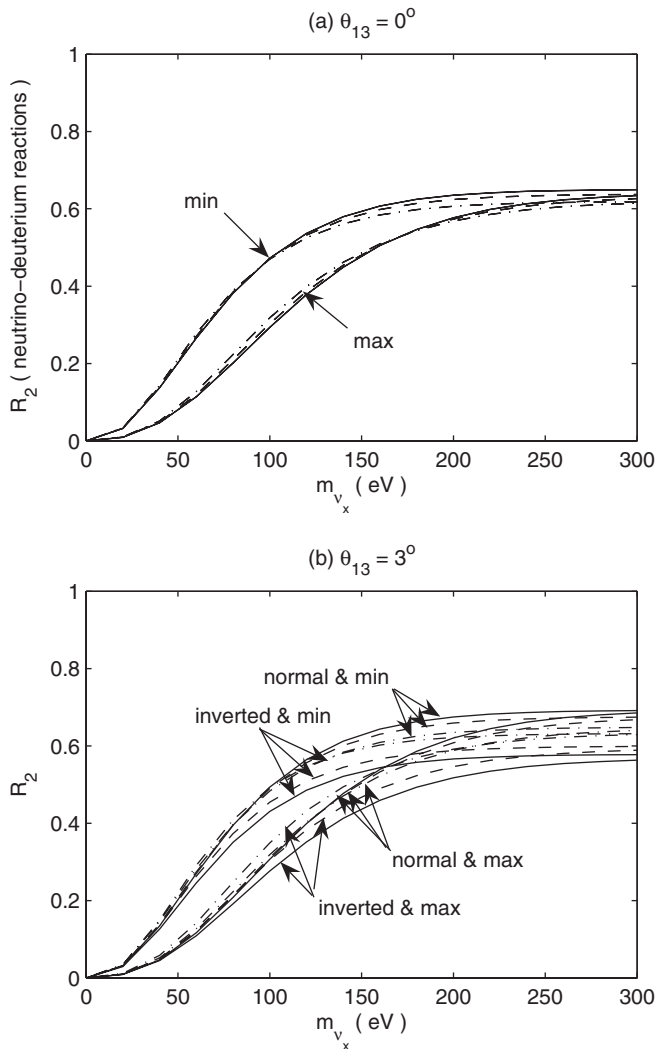 (a) θ13 = 0o
1
0.8
0.6
0.4
0.2
0
R2 ( neutrino-deuterium reactions )
min
max
0 50 100 150 200 250 300
mνx ( eV )
(b) θ13 = 3o
1
0.8
0.6
0.4
0.2
0
R2
normal & min
inverted & min
normal & max
inverted & max
0 50 100 150 200 250 300
mνx ( eV )